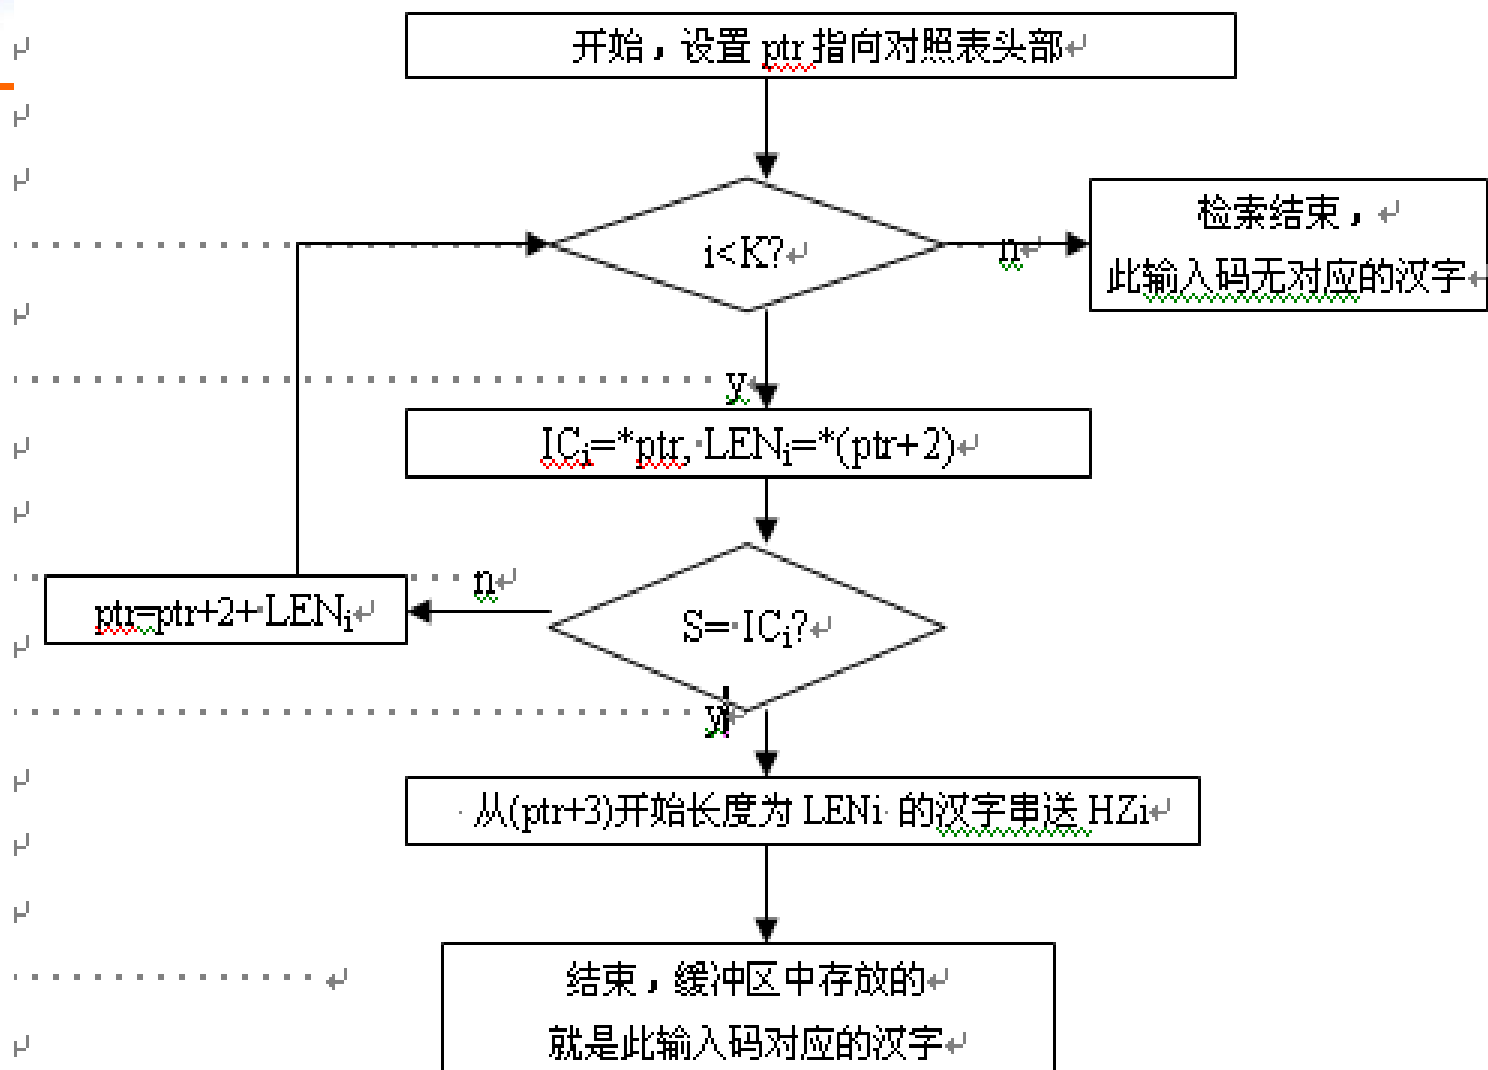 开始，设置 ptr 指向对照表头部
i<K?
n
检索结束，
此输入码无对应的汉字
y
ICi=*ptr, LENi=*(ptr+2)
n
ptr=ptr+2+ LENi
S= ICi?
y
从(ptr+3)开始长度为 LENi 的汉字串送 HZi
结束，缓冲区中存放的
就是此输入码对应的汉字